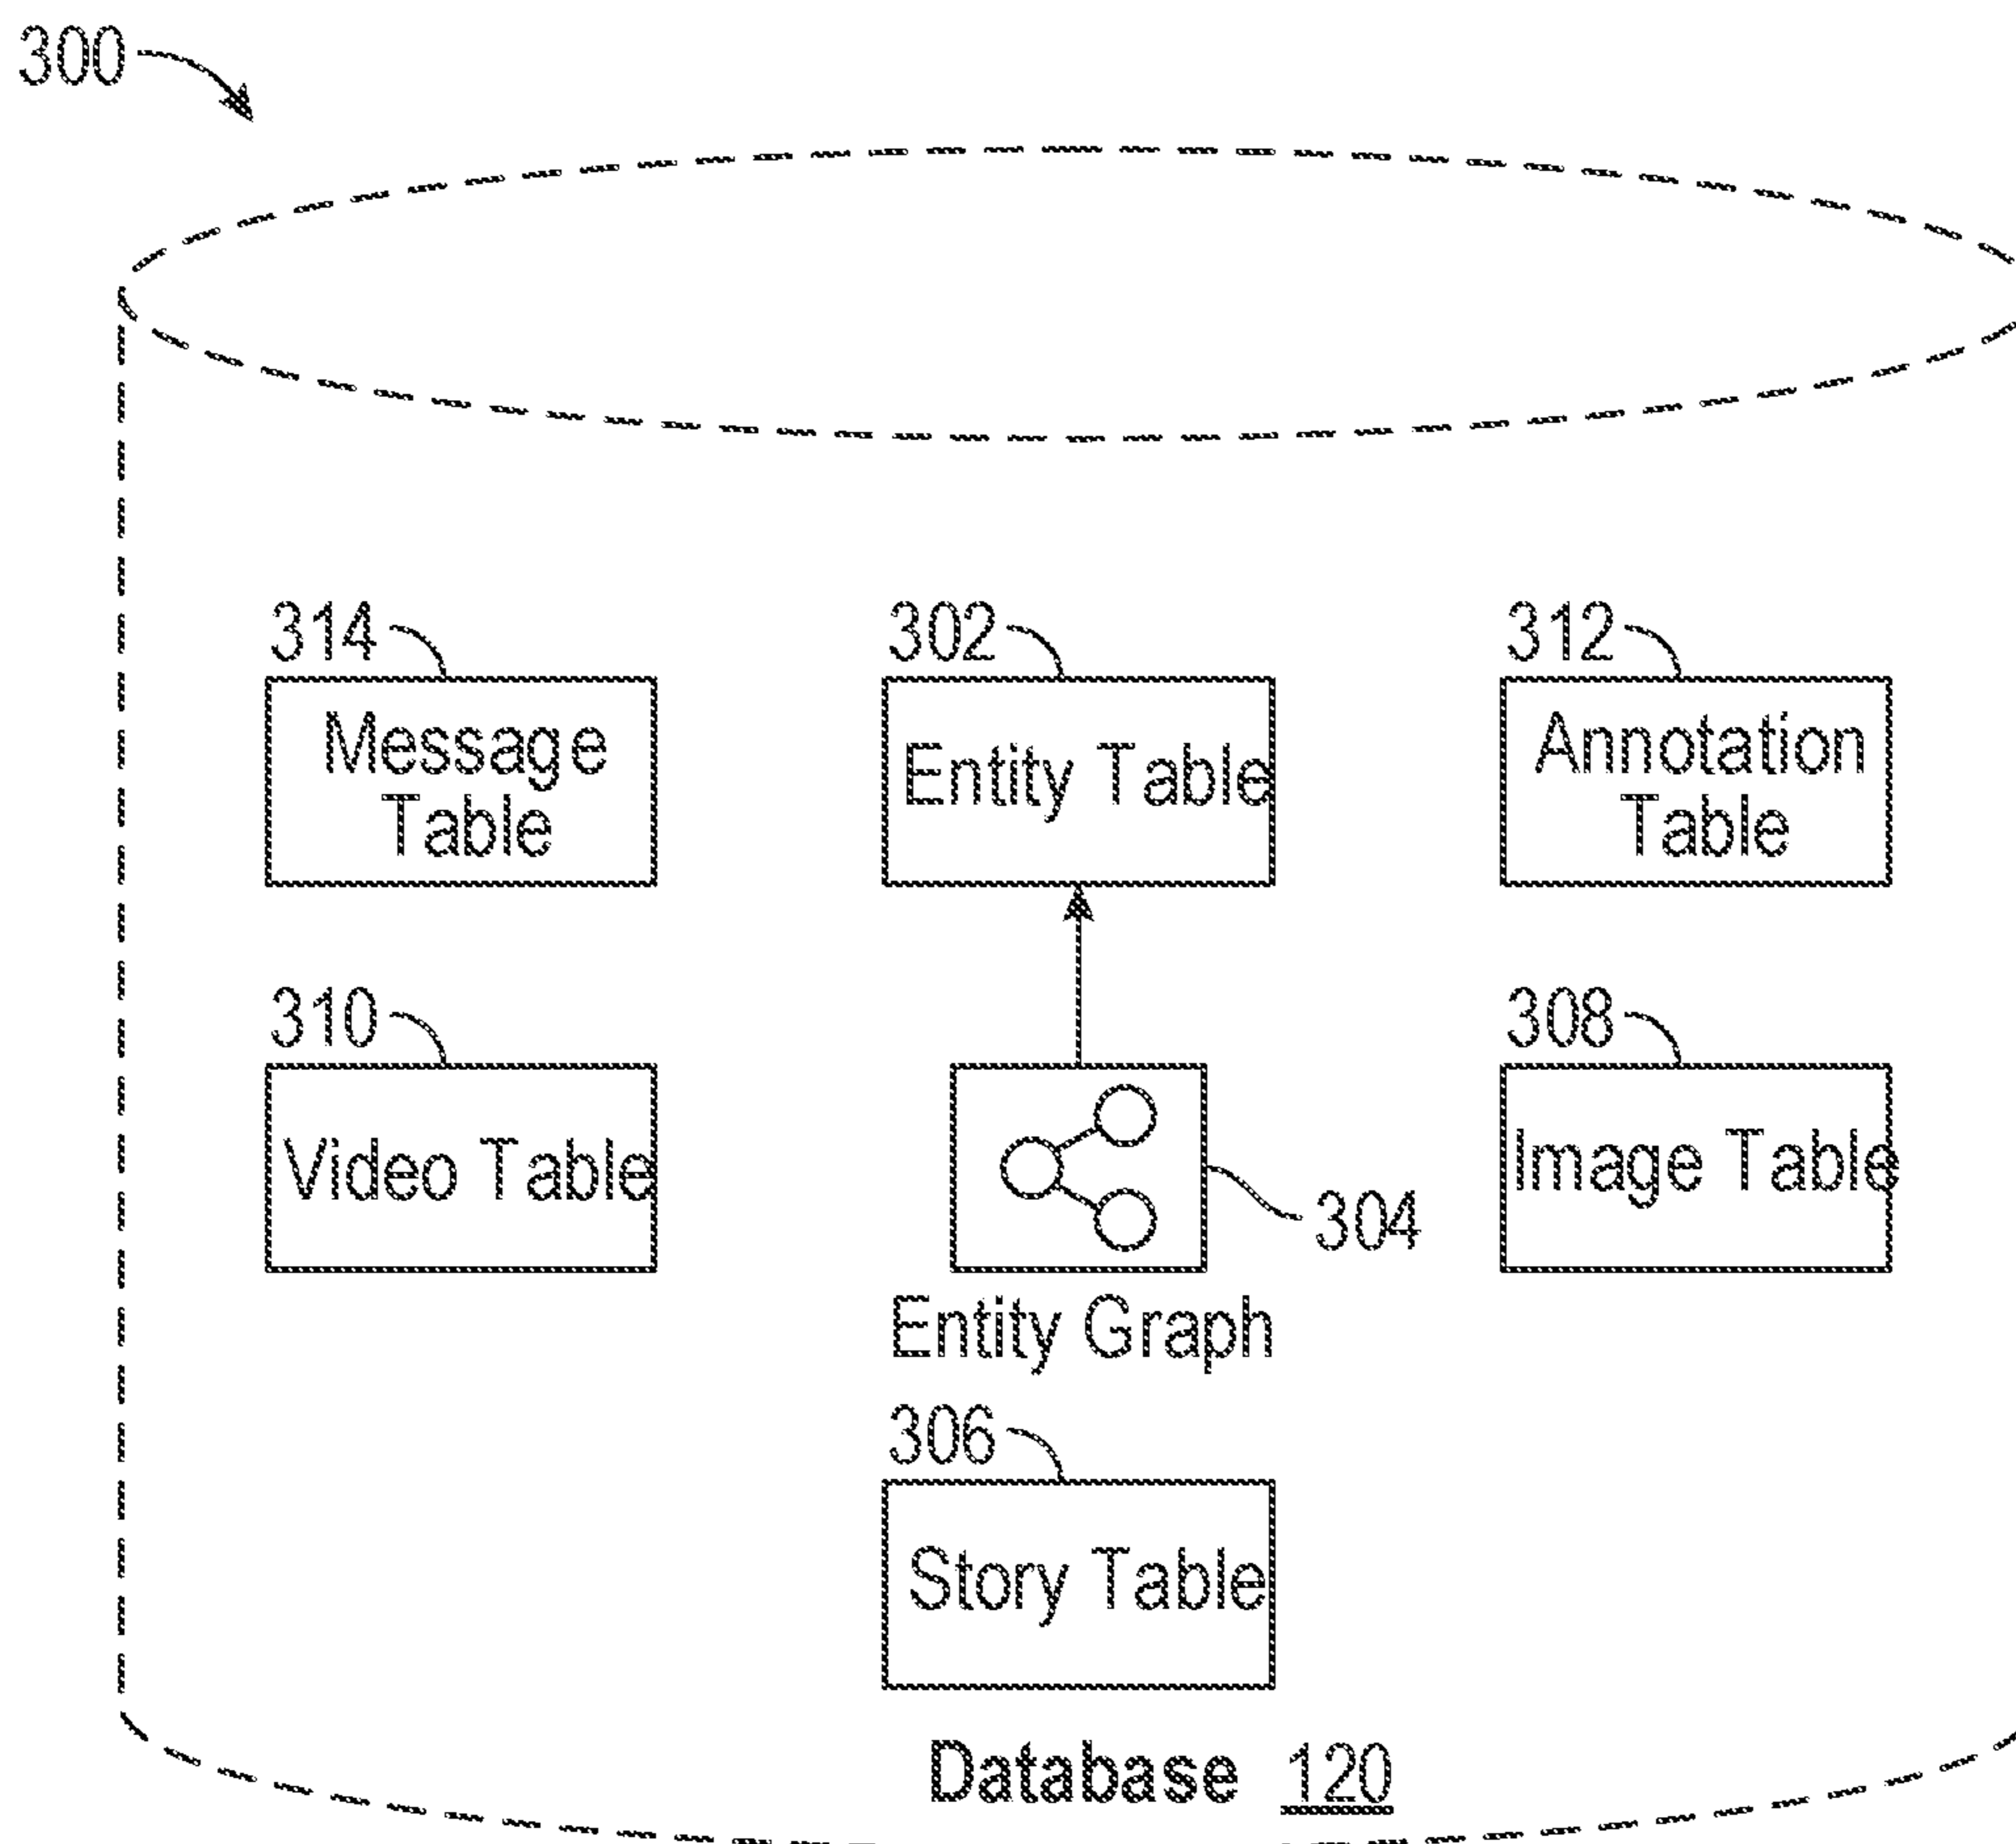 300
314
302
312
Message
Table
Entity Table
Annotation
Table
310
308
Video Table
Image Table
304
Entity Graph
306
Story Table
Database 120